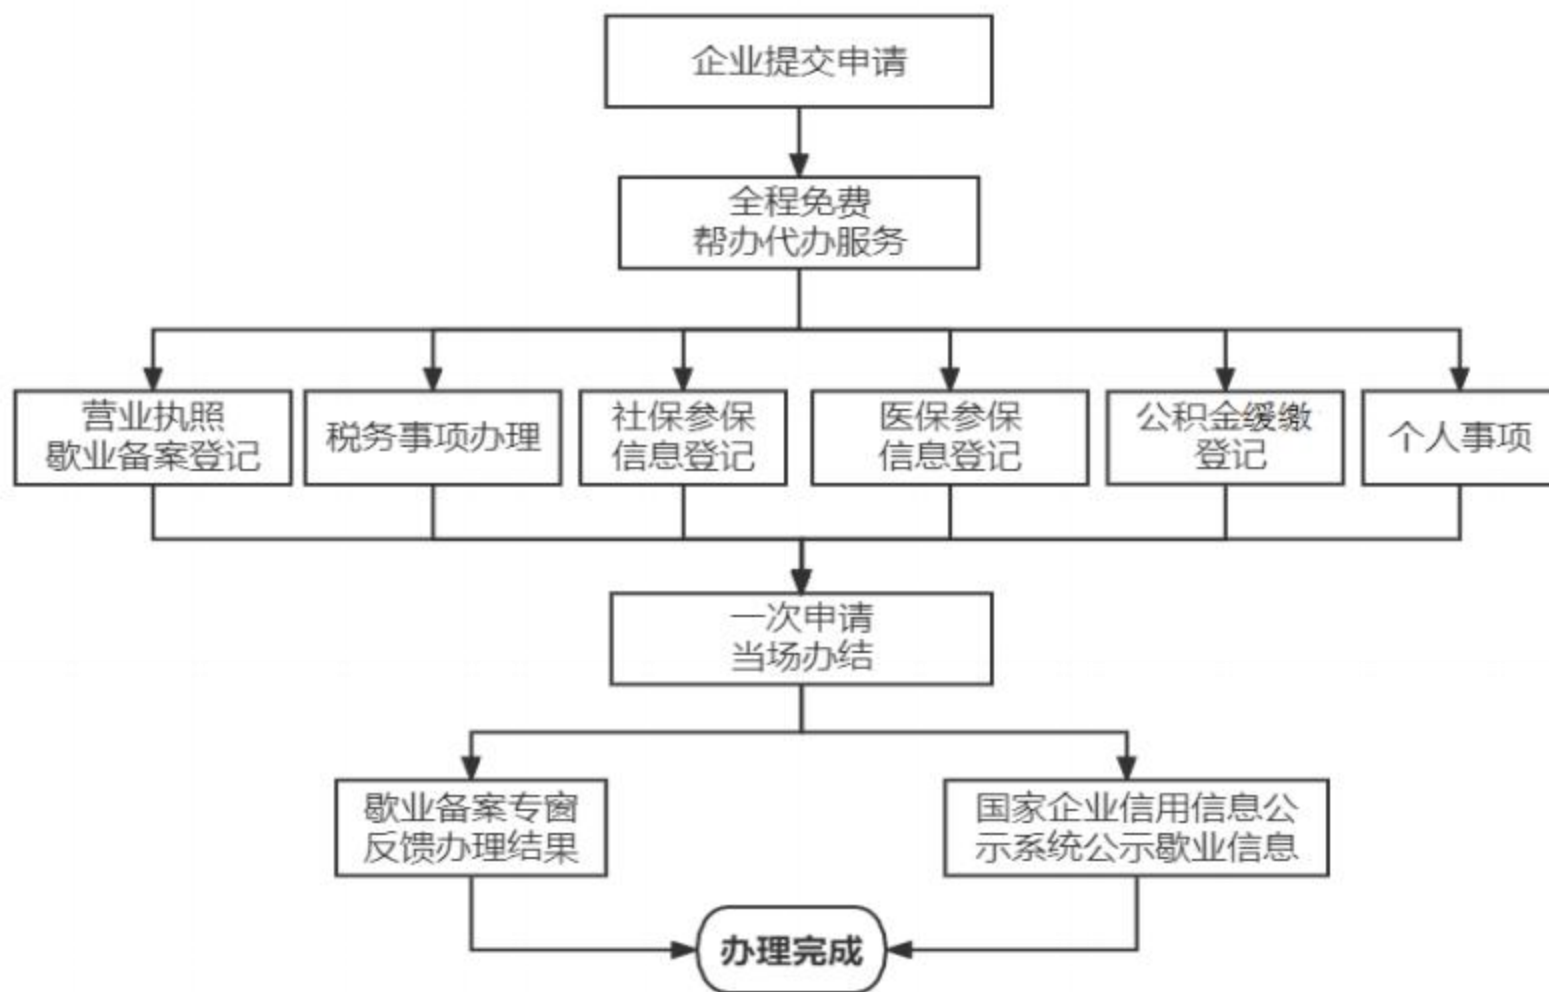 企业提交申请
全程免费
帮办代办服务
营业执照
歇业备案登记
税务事项办理
社保参保
信息登记
医保参保
信息登记
公积金缓缴
登记
个人事项
一次申请
当场办结
歇业备案专窗
反馈办理结果
国家企业信用信息公
示系统公示歇业信息
办理完成